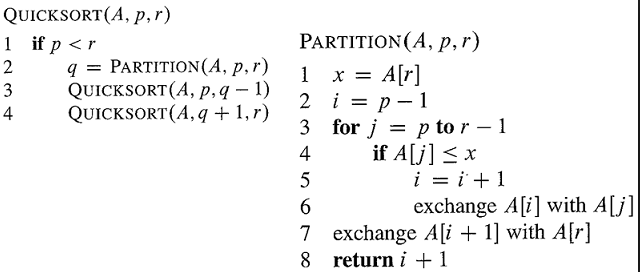 QUICKSORT(A, p, r)
1 if p < r
2 q = PARTITION(A, p, r)
3 QUICKSORT(A, p, q − 1)
4 QUICKSORT(A, q + 1, r)
PARTITION(A, p, r)
1 x = A[r]
2 i = p − 1
3 for j = p to r − 1
4 if A[j] ≤ x
5 i = i + 1
6 exchange A[i] with A[j]
7 exchange A[i + 1] with A[r]
8 return i + 1